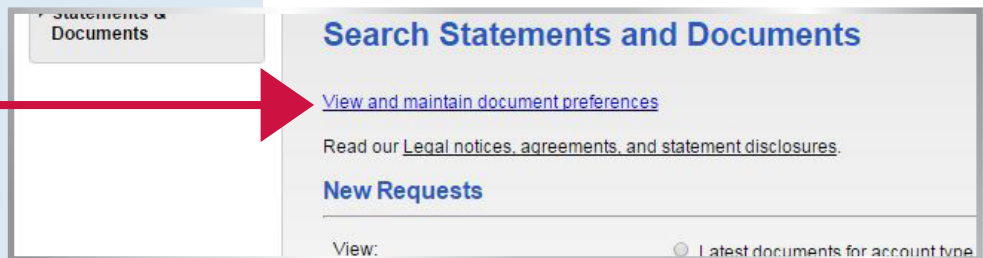 Statements &
Documents
Search Statements and Documents
View and maintain document preferences
Read our Legal notices, agreements, and statement disclosures.
New Requests
View:
Latest documents for account type